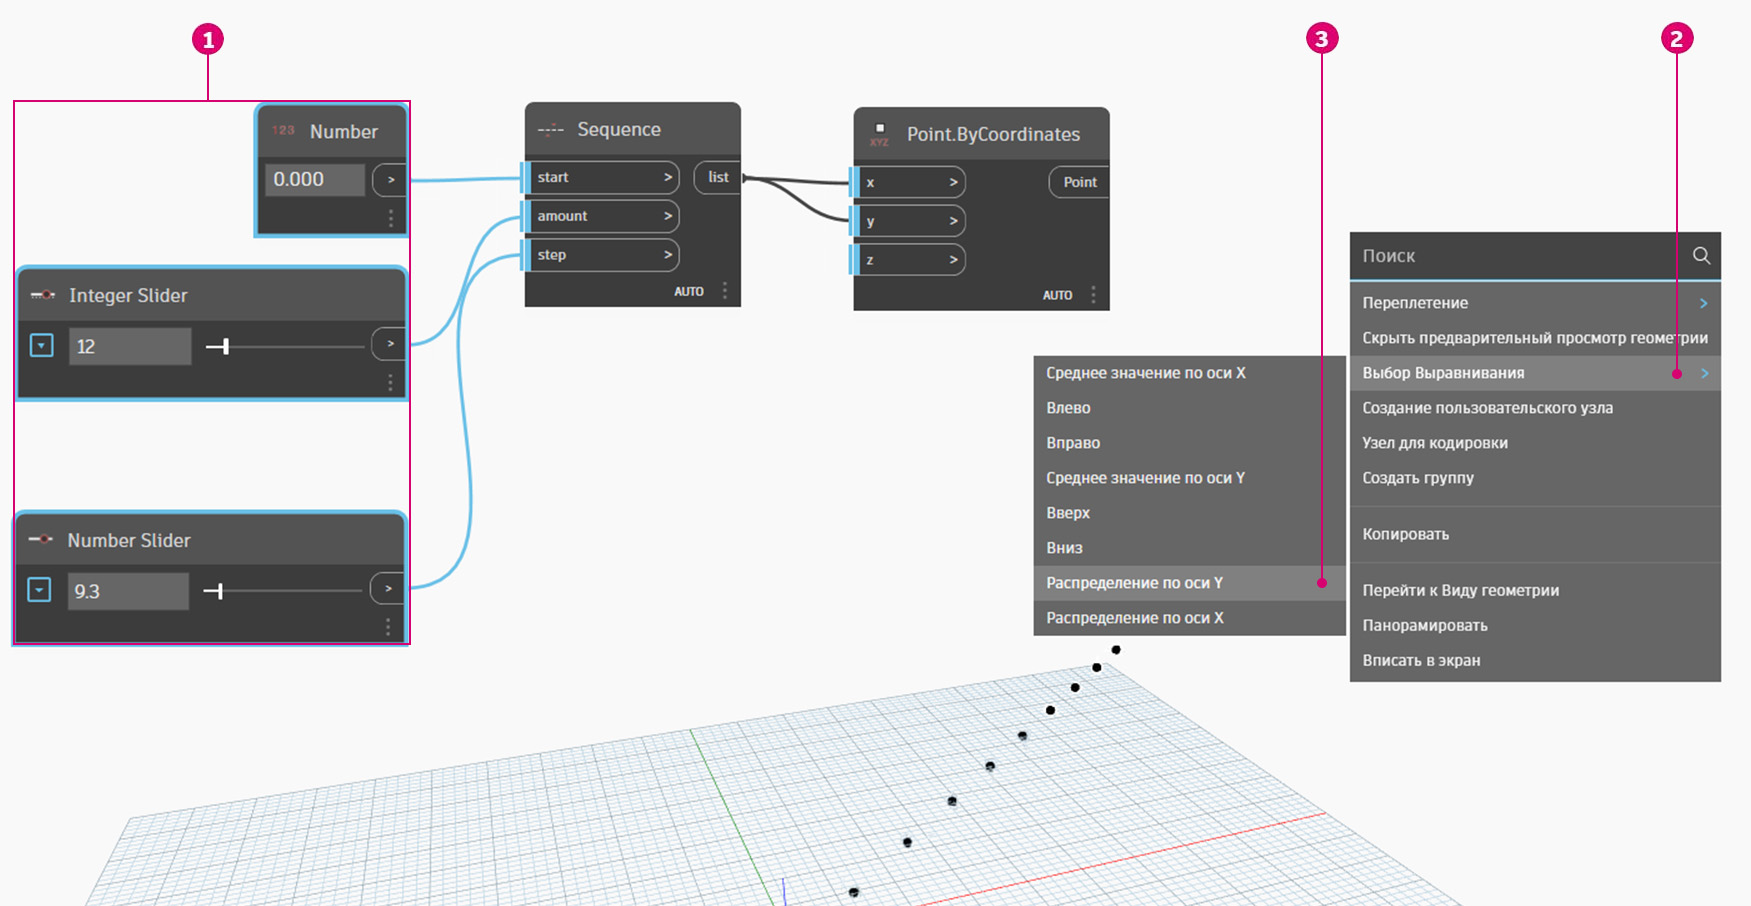 1
3
2
123 Number
0.000 >
Sequence
start >
list
amount >
step >
AUTO
XYZ Point.ByCoordinates
x >
Point
y >
z >
AUTO
Integer Slider
12 >
Number Slider
9.3 >
Поиск
Переплетение >
Скрыть предварительный просмотр геометрии
Выбор Выравнивания >
Создание пользовательского узла
Узел для кодировки
Создать группу
Копировать
Перейти к Виду геометрии
Панорамировать
Вписать в экран
Среднее значение по оси X
Влево
Вправо
Среднее значение по оси Y
Вверх
Вниз
Распределение по оси Y
Распределение по оси X